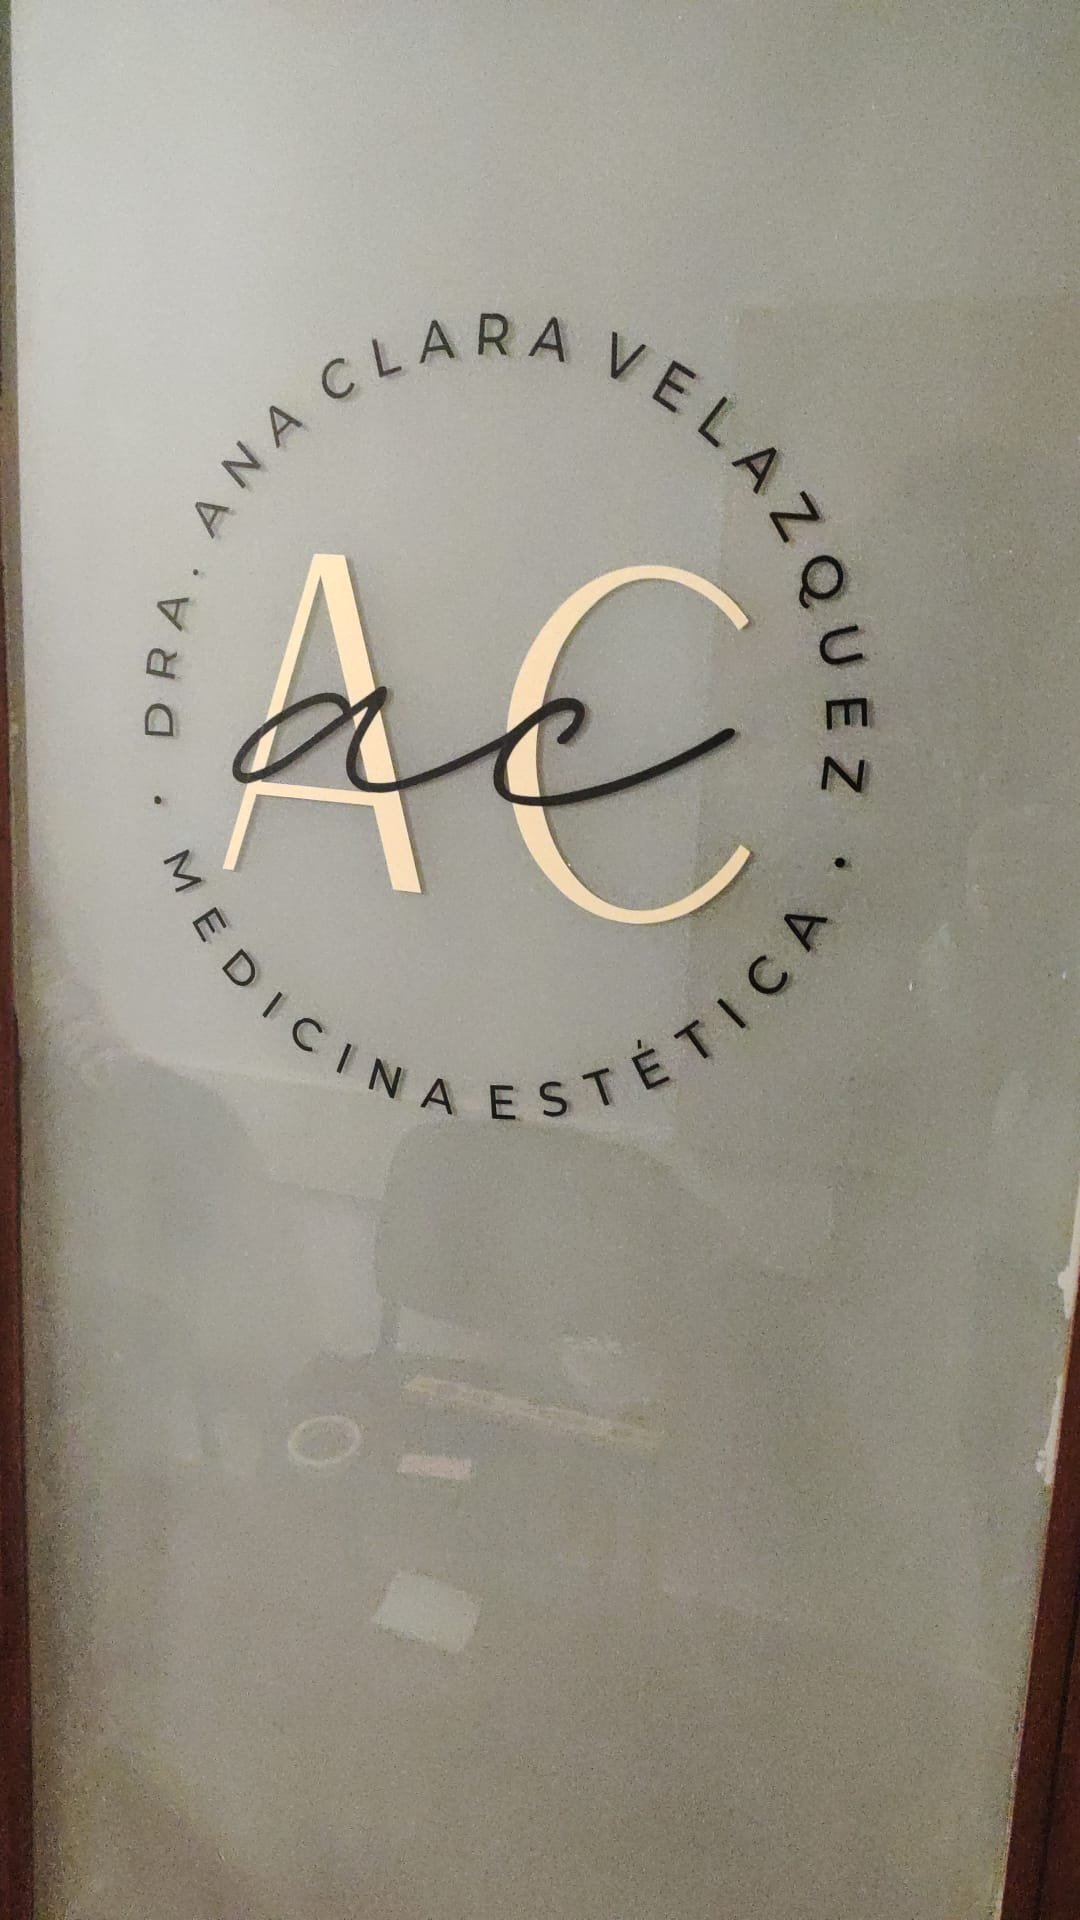 DRA. ANA CLARA VELAZQUEZ
AC
ac
· MEDICINA ESTÉTICA ·